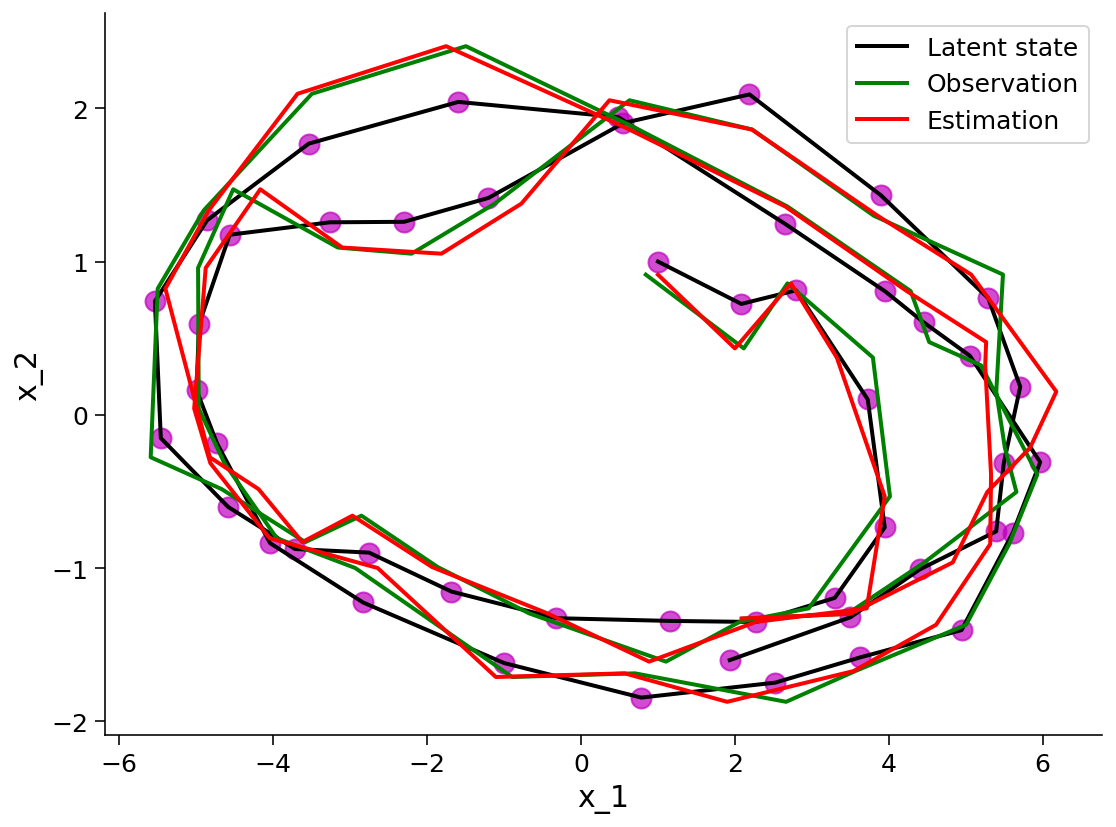 Latent state
Observation
Estimation
2
1
0
−1
−2
x_2
−6 −4 −2 0 2 4 6
x_1